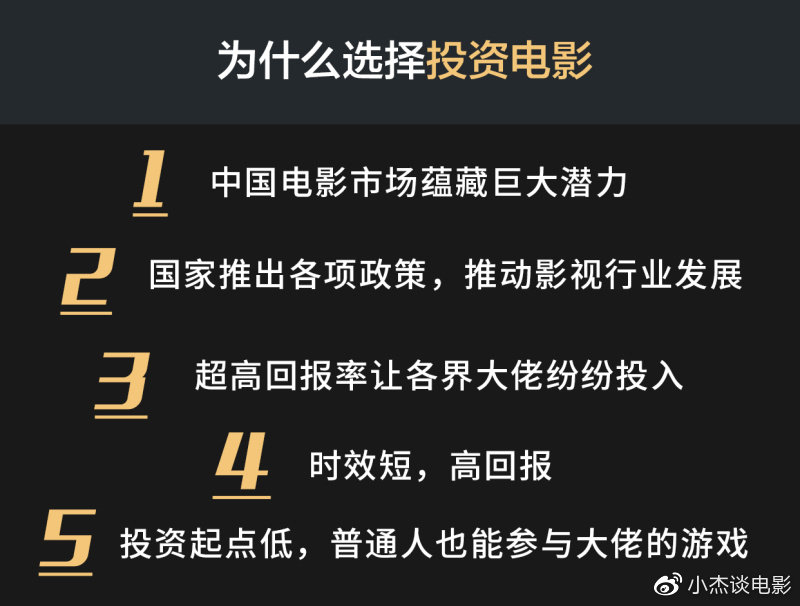 为什么选择投资电影
1 中国电影市场蕴藏巨大潜力
2 国家推出各项政策，推动影视行业发展
3 超高回报率让各界大佬纷纷投入
4 时效短，高回报
5 投资起点低，普通人也能参与大佬的游戏
小杰谈电影